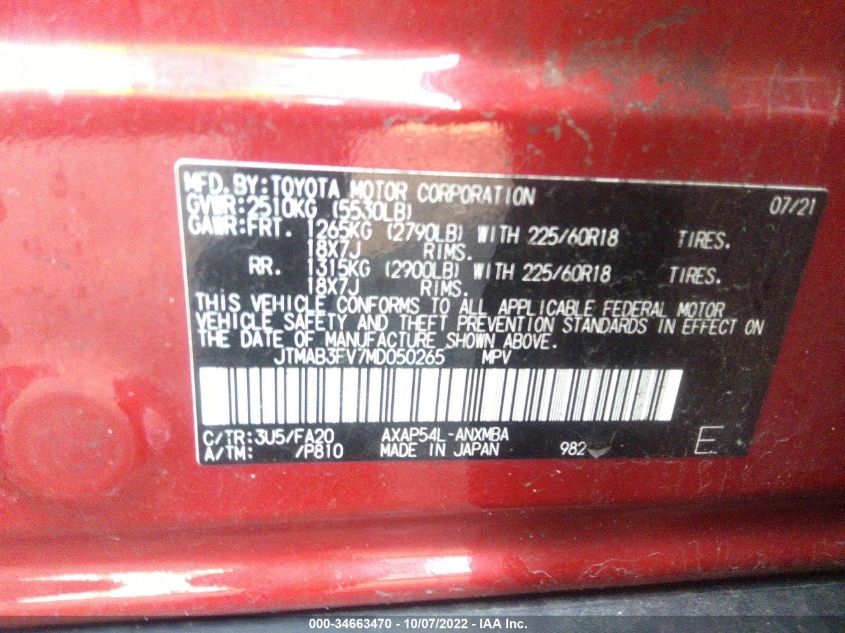 MFD. BY: TOYOTA MOTOR CORPORATION 07/21
GVWR: 2510KG (5530LB)
GAWR: FRT. 1265KG (2790LB) WITH 225/60R18 TIRES.
18X7J RIMS.
RR. 1315KG (2900LB) WITH 225/60R18 TIRES.
18X7J RIMS.
THIS VEHICLE CONFORMS TO ALL APPLICABLE FEDERAL MOTOR
VEHICLE SAFETY AND THEFT PREVENTION STANDARDS IN EFFECT ON
THE DATE OF MANUFACTURE SHOWN ABOVE.
JTMAB3FV7MD050265 MPV
C/TR: 3U5/FA20 AXAP54L-ANXMBA
A/TM: /P810 MADE IN JAPAN 982 E
000-34663470 - 10/07/2022 - IAA Inc.